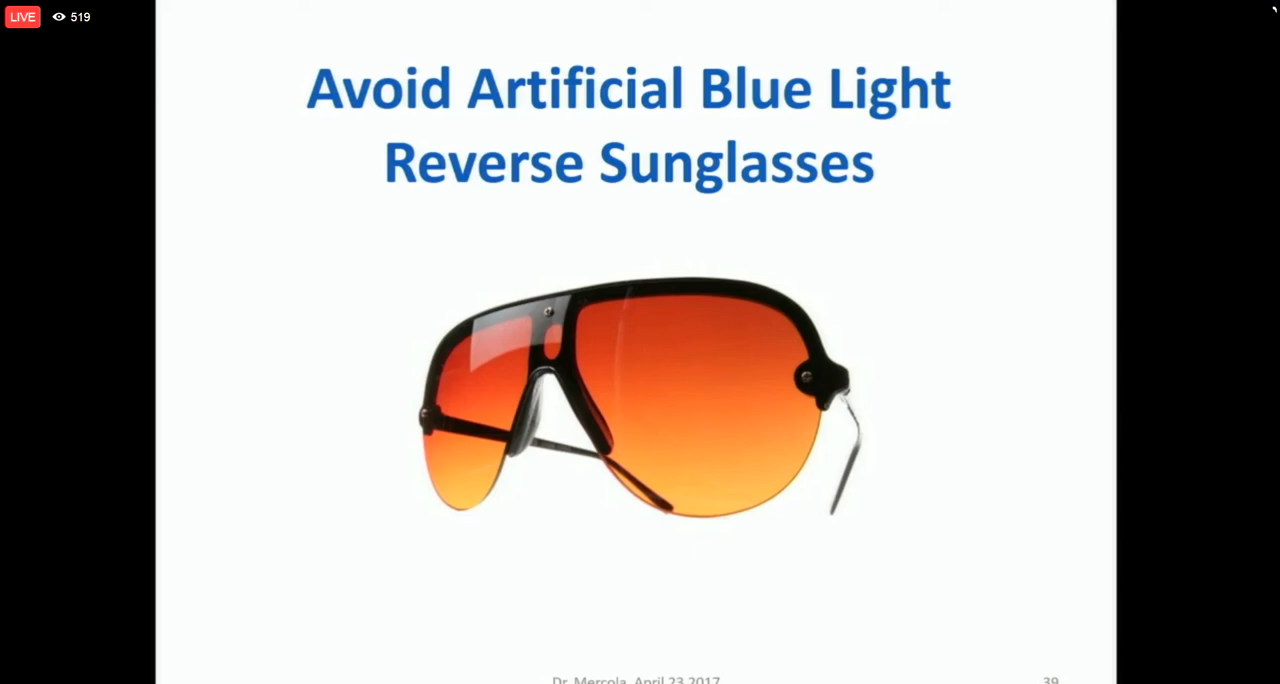 LIVE 519
Avoid Artificial Blue Light
Reverse Sunglasses
Dr. Mercola, April 23 2017 39